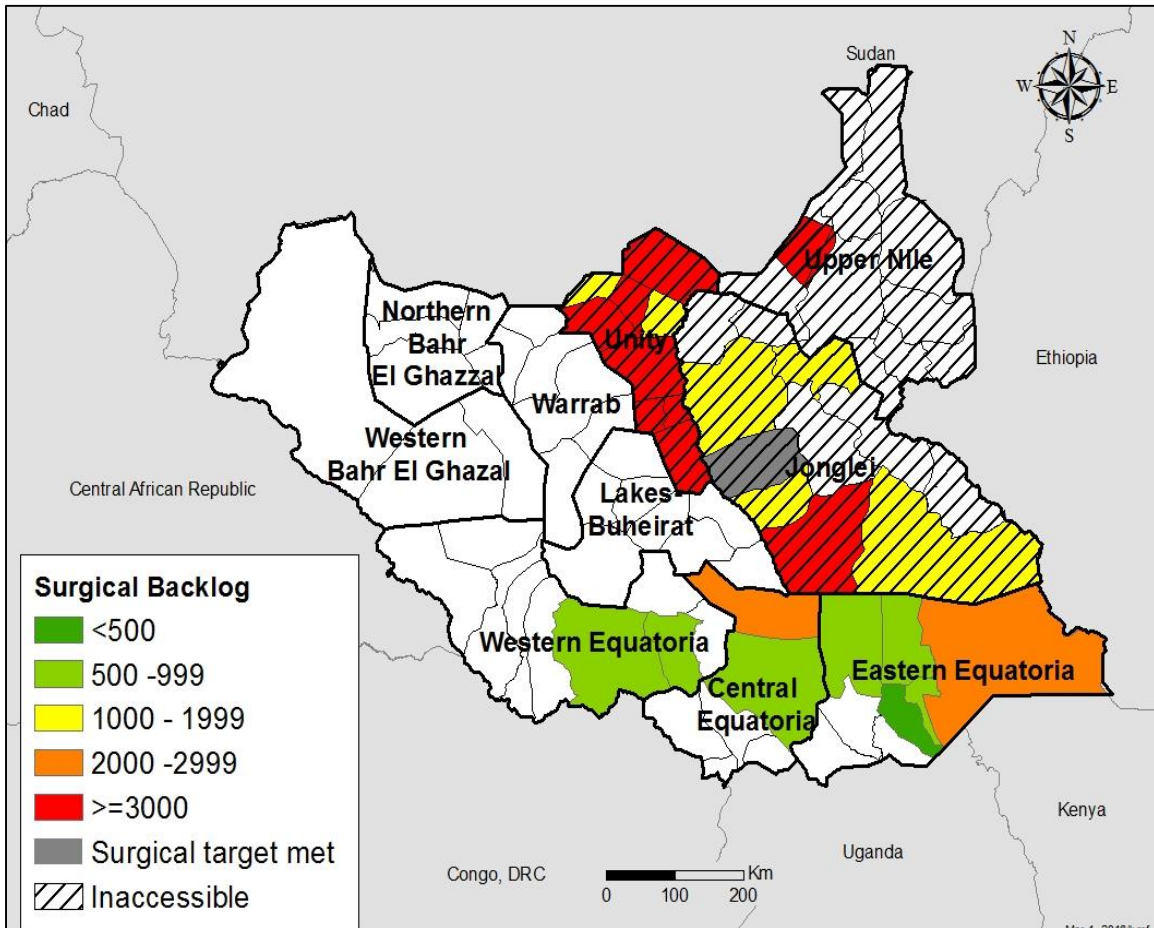 Sudan
N
W
E
S
Chad
Upper Nile
Northern
Bahr
El Ghazzal
Unity
Ethiopia
Warrab
Western
Bahr El Ghazal
Jonglei
Central African Republic
Lakes-
Buheirat
Surgical Backlog
<500
500 -999
1000 - 1999
2000 -2999
>=3000
Surgical target met
Inaccessible
Western Equatoria
Eastern Equatoria
Central
Equatoria
Kenya
Uganda
Congo, DRC
Km
0 100 200